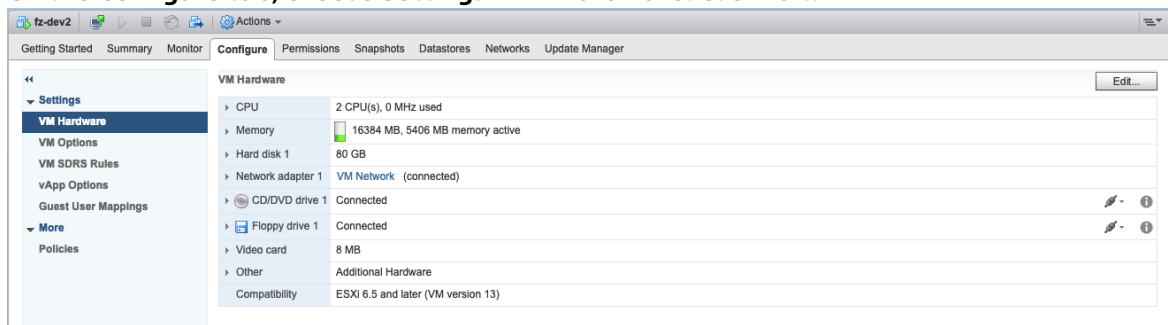 fz-dev2 Actions
Getting Started Summary Monitor Configure Permissions Snapshots Datastores Networks Update Manager
VM Hardware
Edit...
Settings
VM Hardware
VM Options
VM SDRS Rules
vApp Options
Guest User Mappings
More
Policies
CPU 2 CPU(s), 0 MHz used
Memory 16384 MB, 5406 MB memory active
Hard disk 1 80 GB
Network adapter 1 VM Network (connected)
CD/DVD drive 1 Connected
Floppy drive 1 Connected
Video card 8 MB
Other Additional Hardware
Compatibility ESXi 6.5 and later (VM version 13)